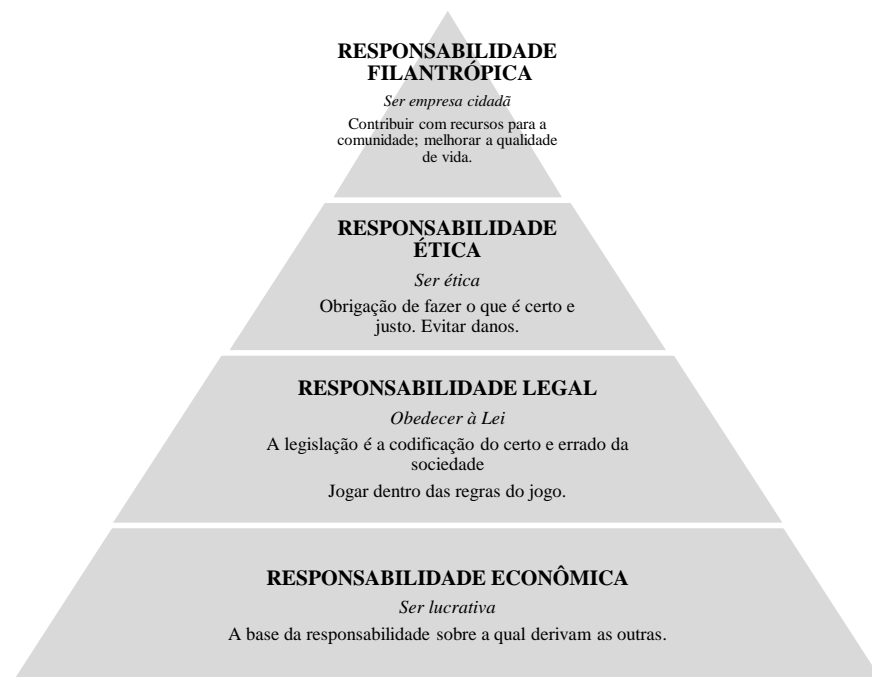 RESPONSABILIDADE
FILANTRÓPICA
Ser empresa cidadã
Contribuir com recursos para a
comunidade; melhorar a qualidade
de vida.
RESPONSABILIDADE
ÉTICA
Ser ética
Obrigação de fazer o que é certo e
justo. Evitar danos.
RESPONSABILIDADE LEGAL
Obedecer à Lei
A legislação é a codificação do certo e errado da
sociedade
Jogar dentro das regras do jogo.
RESPONSABILIDADE ECONÔMICA
Ser lucrativa
A base da responsabilidade sobre a qual derivam as outras.